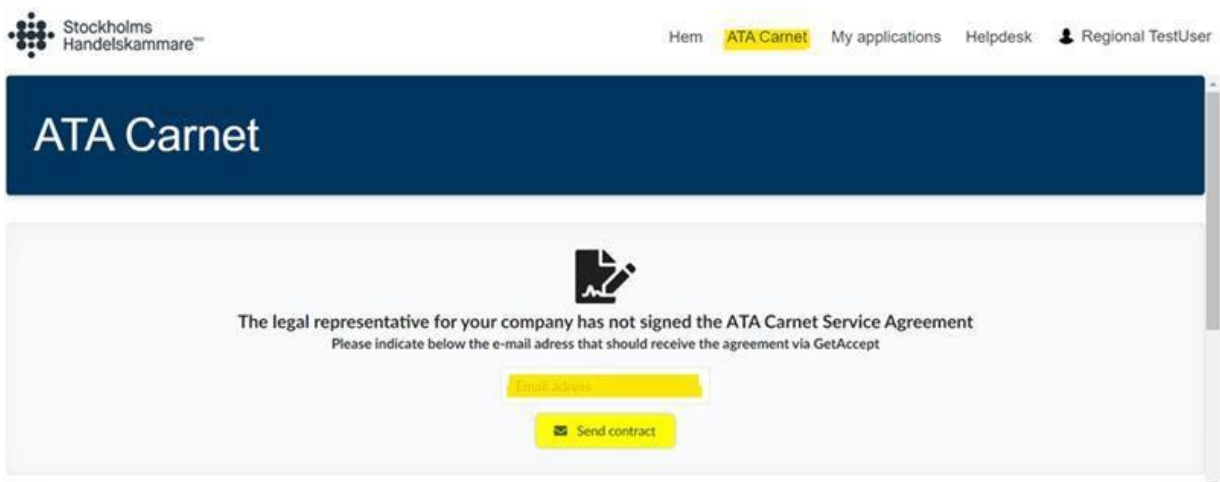 Stockholms
Handelskammare™
Hem ATA Carnet My applications Helpdesk Regional TestUser
ATA Carnet
The legal representative for your company has not signed the ATA Carnet Service Agreement
Please indicate below the e-mail adress that should receive the agreement via GetAccept
Email adress
Send contract